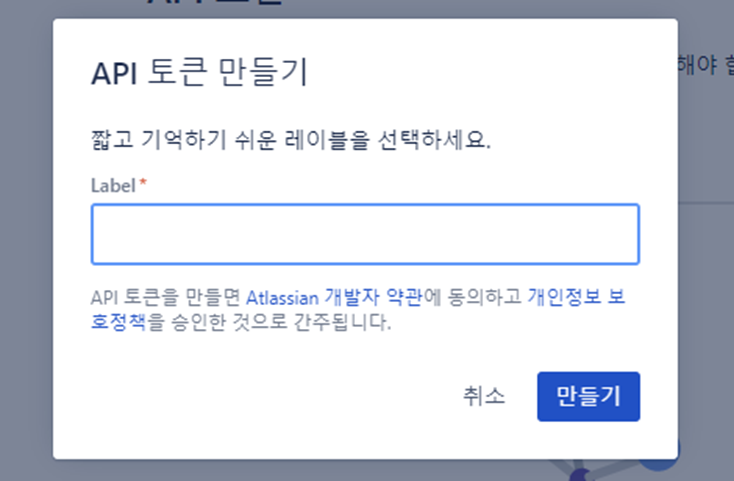 API 토큰 만들기
해야 합
짧고 기억하기 쉬운 레이블을 선택하세요.
Label *
API 토큰을 만들면 Atlassian 개발자 약관에 동의하고 개인정보 보
호정책을 승인한 것으로 간주됩니다.
취소 만들기